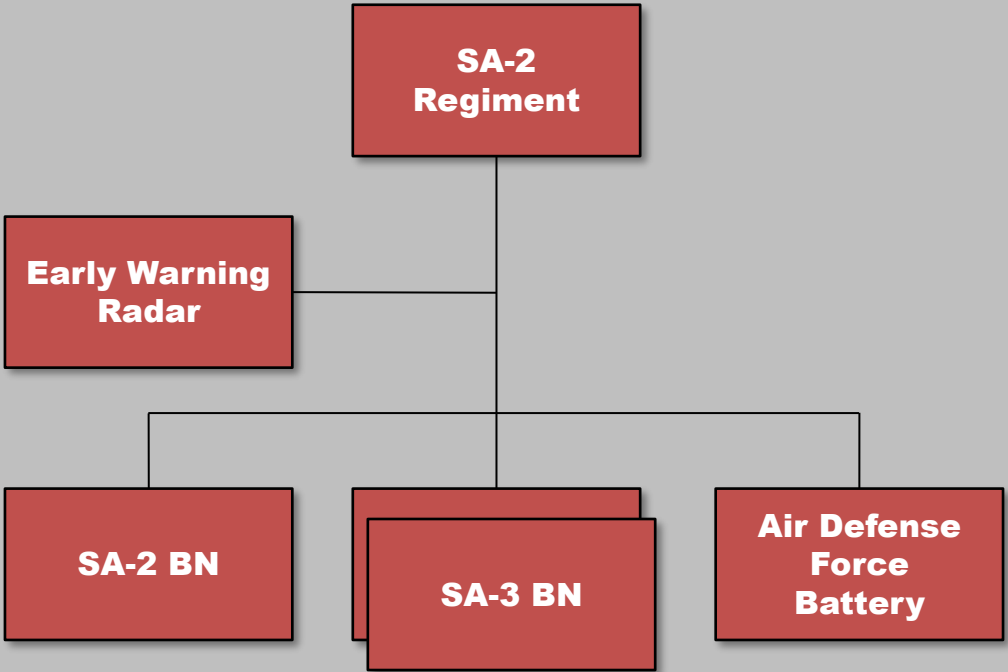 SA-2
Regiment
Early Warning
Radar
SA-2 BN
SA-3 BN
Air Defense
Force
Battery